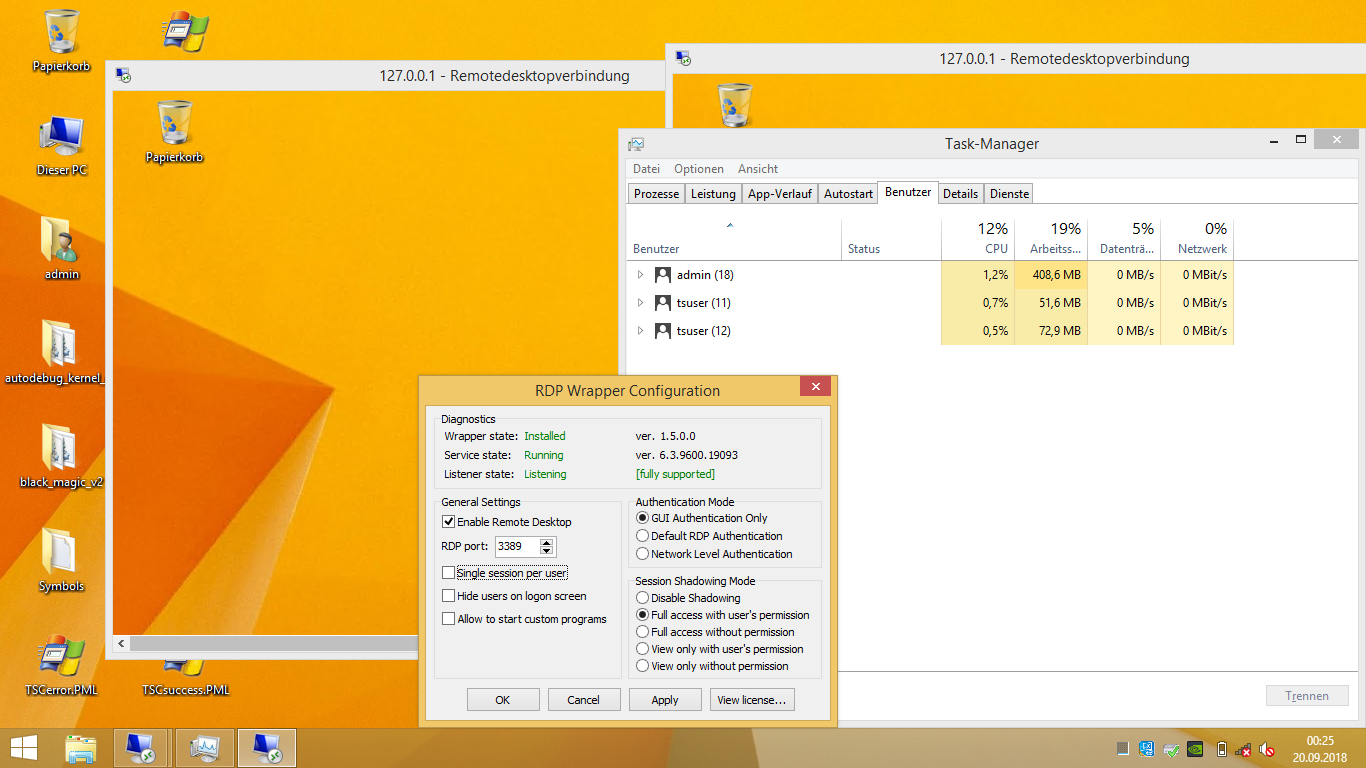 Papierkorb
Dieser PC
admin
autodebug_kernel_
black_magic_v2
Symbols
TSCerror.PML
TSCsuccess.PML
127.0.0.1 - Remotedesktopverbindung
Papierkorb
127.0.0.1 - Remotedesktopverbindung
Task-Manager
Datei Optionen Ansicht
Prozesse Leistung App-Verlauf Autostart Benutzer Details Dienste
12% 19% 5% 0%
Benutzer Status CPU Arbeitss... Datenträ... Netzwerk
admin (18) 1,2% 408,6 MB 0 MB/s 0 MBit/s
tsuser (11) 0,7% 51,6 MB 0 MB/s 0 MBit/s
tsuser (12) 0,5% 72,9 MB 0 MB/s 0 MBit/s
Trennen
RDP Wrapper Configuration
Diagnostics
Wrapper state: Installed ver. 1.5.0.0
Service state: Running ver. 6.3.9600.19093
Listener state: Listening [fully supported]
General Settings
Enable Remote Desktop
RDP port: 3389
Single session per user
Hide users on logon screen
Allow to start custom programs
Authentication Mode
GUI Authentication Only
Default RDP Authentication
Network Level Authentication
Session Shadowing Mode
Disable Shadowing
Full access with user's permission
Full access without permission
View only with user's permission
View only without permission
OK Cancel Apply View license...
00:25
20.09.2018